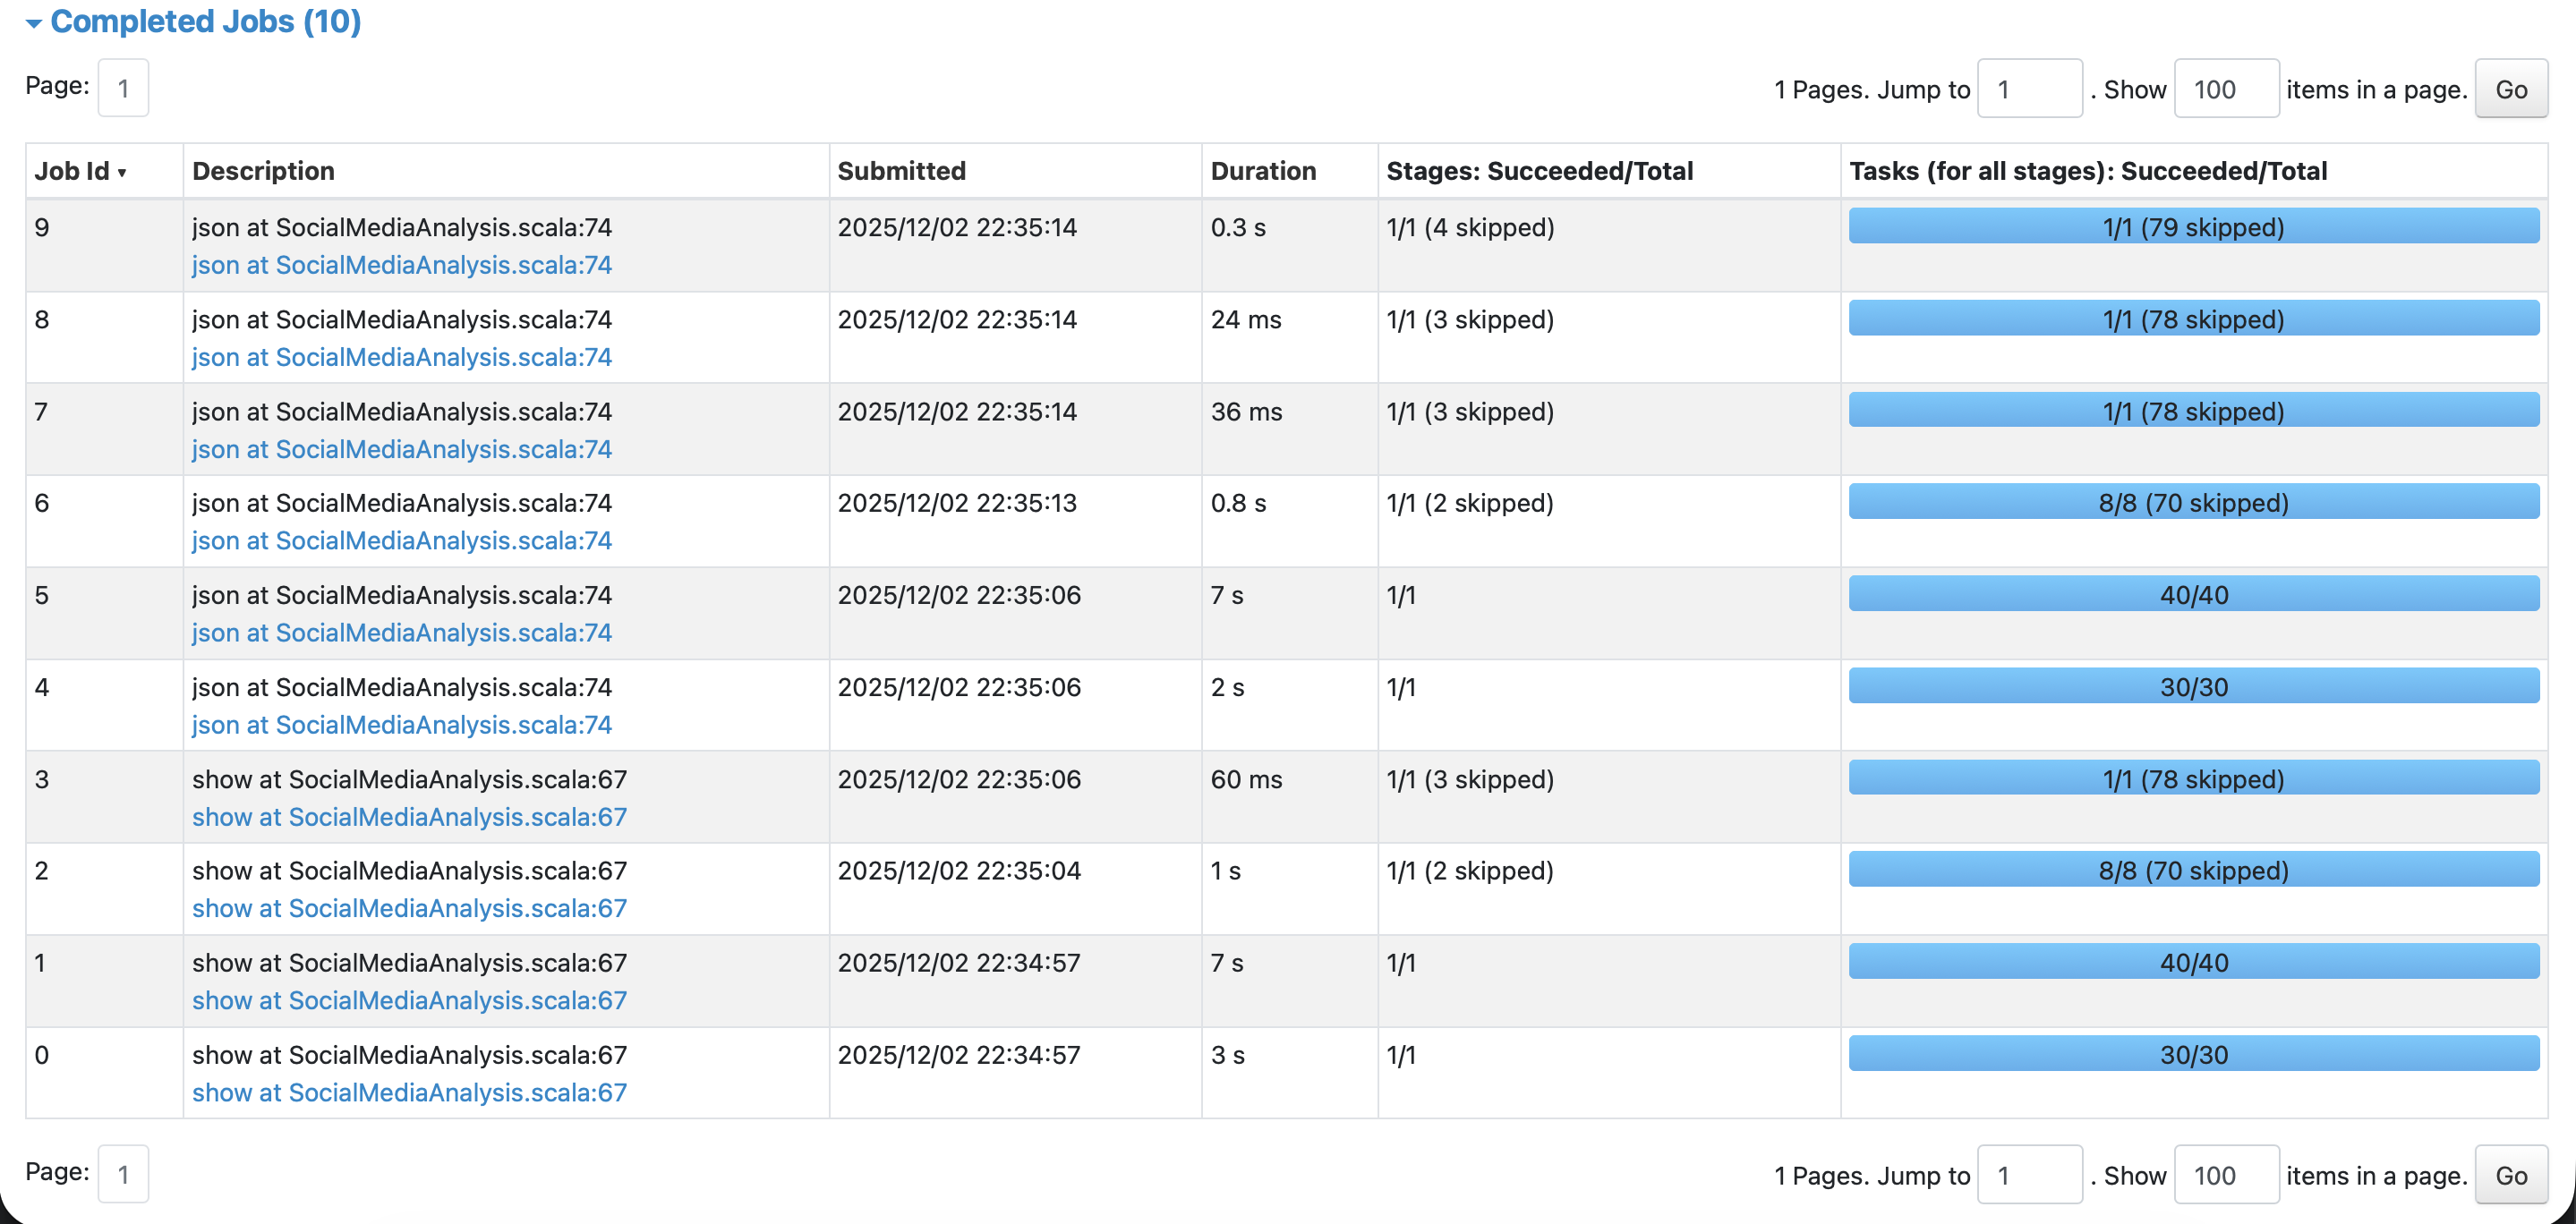 Completed Jobs (10)
Page: 1
1 Pages. Jump to 1 . Show 100 items in a page. Go
Job Id ▾ Description Submitted Duration Stages: Succeeded/Total Tasks (for all stages): Succeeded/Total
9 json at SocialMediaAnalysis.scala:74 2025/12/02 22:35:14 0.3 s 1/1 (4 skipped) 1/1 (79 skipped)
json at SocialMediaAnalysis.scala:74
8 json at SocialMediaAnalysis.scala:74 2025/12/02 22:35:14 24 ms 1/1 (3 skipped) 1/1 (78 skipped)
json at SocialMediaAnalysis.scala:74
7 json at SocialMediaAnalysis.scala:74 2025/12/02 22:35:14 36 ms 1/1 (3 skipped) 1/1 (78 skipped)
json at SocialMediaAnalysis.scala:74
6 json at SocialMediaAnalysis.scala:74 2025/12/02 22:35:13 0.8 s 1/1 (2 skipped) 8/8 (70 skipped)
json at SocialMediaAnalysis.scala:74
5 json at SocialMediaAnalysis.scala:74 2025/12/02 22:35:06 7 s 1/1 40/40
json at SocialMediaAnalysis.scala:74
4 json at SocialMediaAnalysis.scala:74 2025/12/02 22:35:06 2 s 1/1 30/30
json at SocialMediaAnalysis.scala:74
3 show at SocialMediaAnalysis.scala:67 2025/12/02 22:35:06 60 ms 1/1 (3 skipped) 1/1 (78 skipped)
show at SocialMediaAnalysis.scala:67
2 show at SocialMediaAnalysis.scala:67 2025/12/02 22:35:04 1 s 1/1 (2 skipped) 8/8 (70 skipped)
show at SocialMediaAnalysis.scala:67
1 show at SocialMediaAnalysis.scala:67 2025/12/02 22:34:57 7 s 1/1 40/40
show at SocialMediaAnalysis.scala:67
0 show at SocialMediaAnalysis.scala:67 2025/12/02 22:34:57 3 s 1/1 30/30
show at SocialMediaAnalysis.scala:67
Page: 1
1 Pages. Jump to 1 . Show 100 items in a page. Go